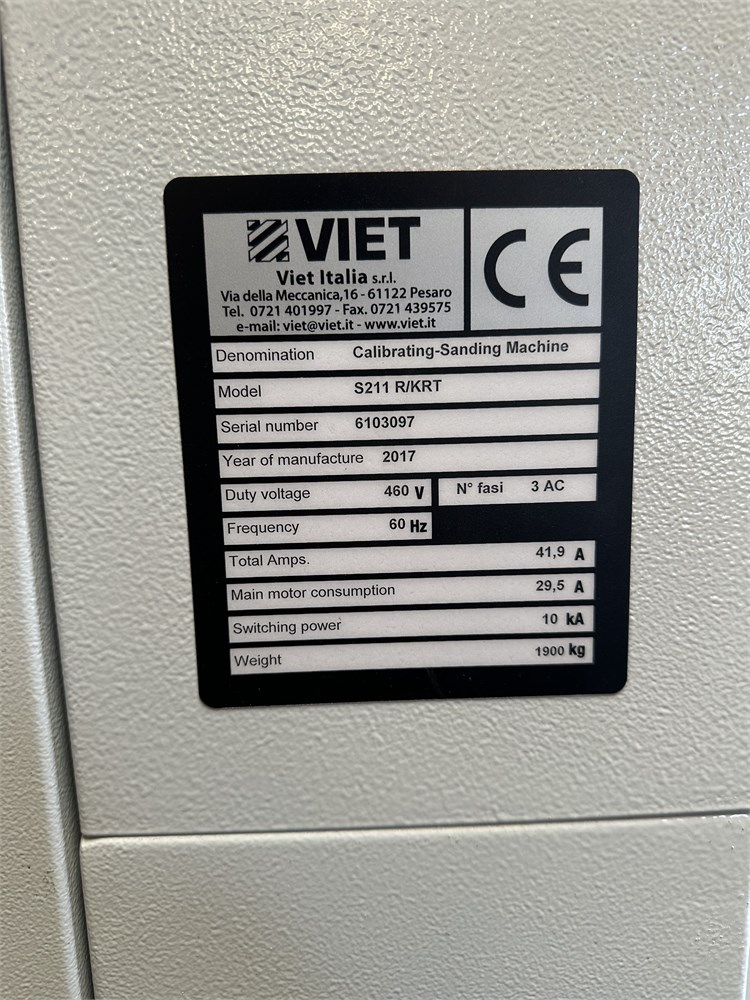 VIET
Viet Italia s.r.l.
Via della Meccanica,16 - 61122 Pesaro
Tel. 0721 401997 - Fax. 0721 439575
e-mail: viet@viet.it - www.viet.it
CE
Denomination Calibrating-Sanding Machine
Model S211 R/KRT
Serial number 6103097
Year of manufacture 2017
Duty voltage 460 V N° fasi 3 AC
Frequency 60 Hz
Total Amps. 41,9 A
Main motor consumption 29,5 A
Switching power 10 kA
Weight 1900 kg